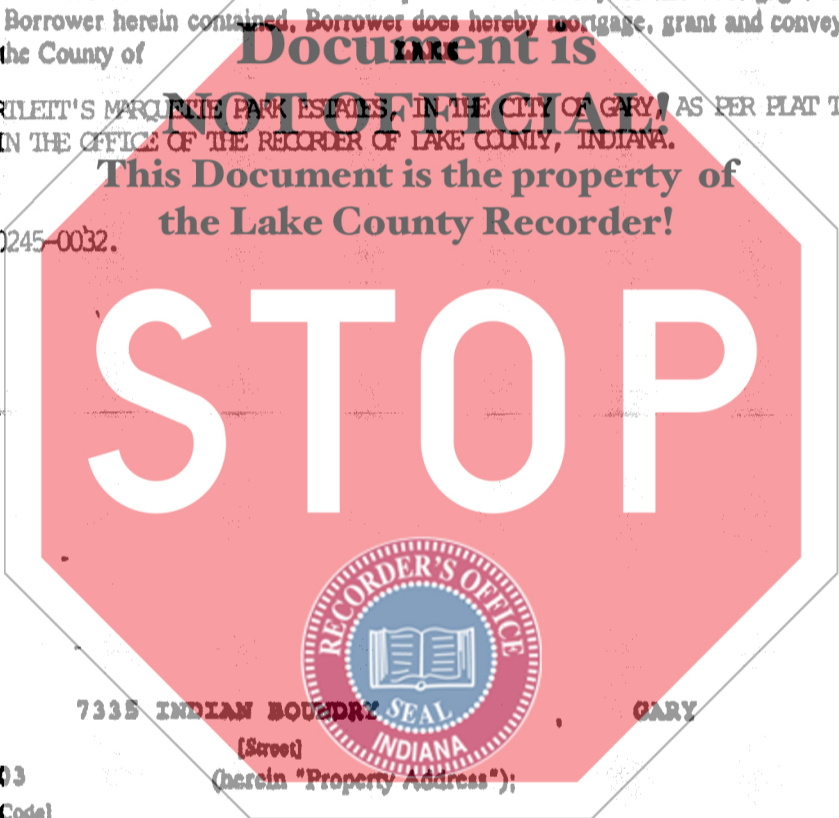 Borrower herein contained, Borrower does hereby mortgage, grant and convey
the County of LAKE
Document is
RTLETT'S MARQUETTE PARK ESTATES, IN THE CITY OF GARY, AS PER PLAT T
NOT OFFICIAL!
IN THE OFFICE OF THE RECORDER OF LAKE COUNTY, INDIANA.
This Document is the property of
the Lake County Recorder!
0245-0032.
STOP
RECORDER'S OFFICE
SEAL
INDIANA
7335 INDIAN BOUNDRY , GARY
[Street]
03 (herein "Property Address");
Code]